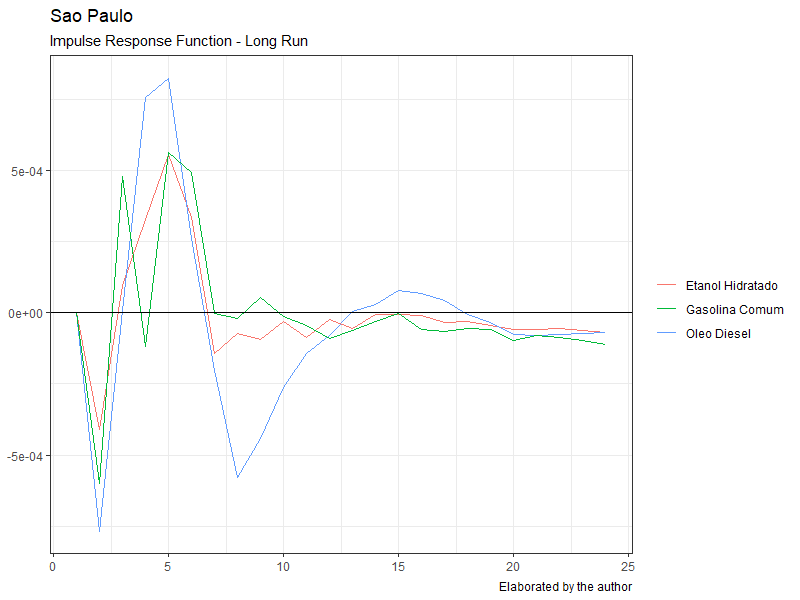 Sao Paulo
Impulse Response Function - Long Run
5e-04
0e+00
-5e-04
0 5 10 15 20 25
Etanol Hidratado
Gasolina Comum
Oleo Diesel
Elaborated by the author